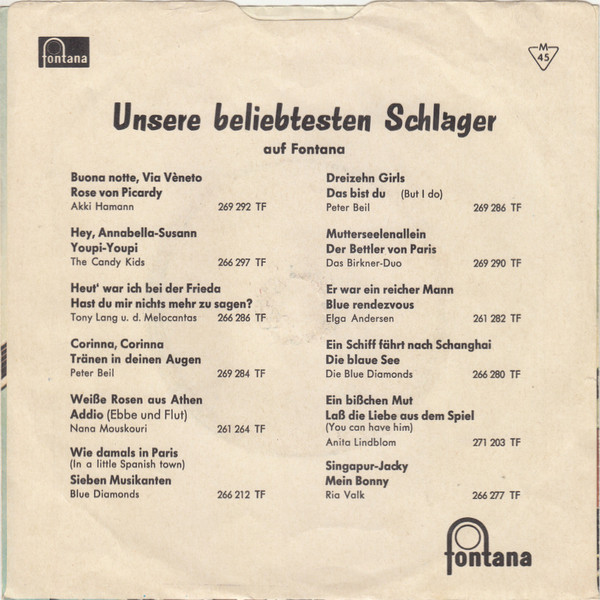 fontana
M
45
Unsere beliebtesten Schlager
auf Fontana
Buona notte, Via Vèneto
Rose von Picardy
Akki Hamann 269 292 TF
Hey, Annabella-Susann
Youpi-Youpi
The Candy Kids 266 297 TF
Heut' war ich bei der Frieda
Hast du mir nichts mehr zu sagen?
Tony Lang u. d. Melocantas 266 286 TF
Corinna, Corinna
Tränen in deinen Augen
Peter Beil 269 284 TF
Weiße Rosen aus Athen
Addio (Ebbe und Flut)
Nana Mouskouri 261 264 TF
Wie damals in Paris
(In a little Spanish town)
Sieben Musikanten
Blue Diamonds 266 212 TF
Dreizehn Girls
Das bist du (But I do)
Peter Beil 269 286 TF
Mutterseelenallein
Der Bettler von Paris
Das Birkner-Duo 269 290 TF
Er war ein reicher Mann
Blue rendezvous
Elga Andersen 261 282 TF
Ein Schiff fährt nach Schanghai
Die blaue See
Die Blue Diamonds 266 280 TF
Ein bißchen Mut
Laß die Liebe aus dem Spiel
(You can have him)
Anita Lindblom 271 203 TF
Singapur-Jacky
Mein Bonny
Ria Valk 266 277 TF
fontana